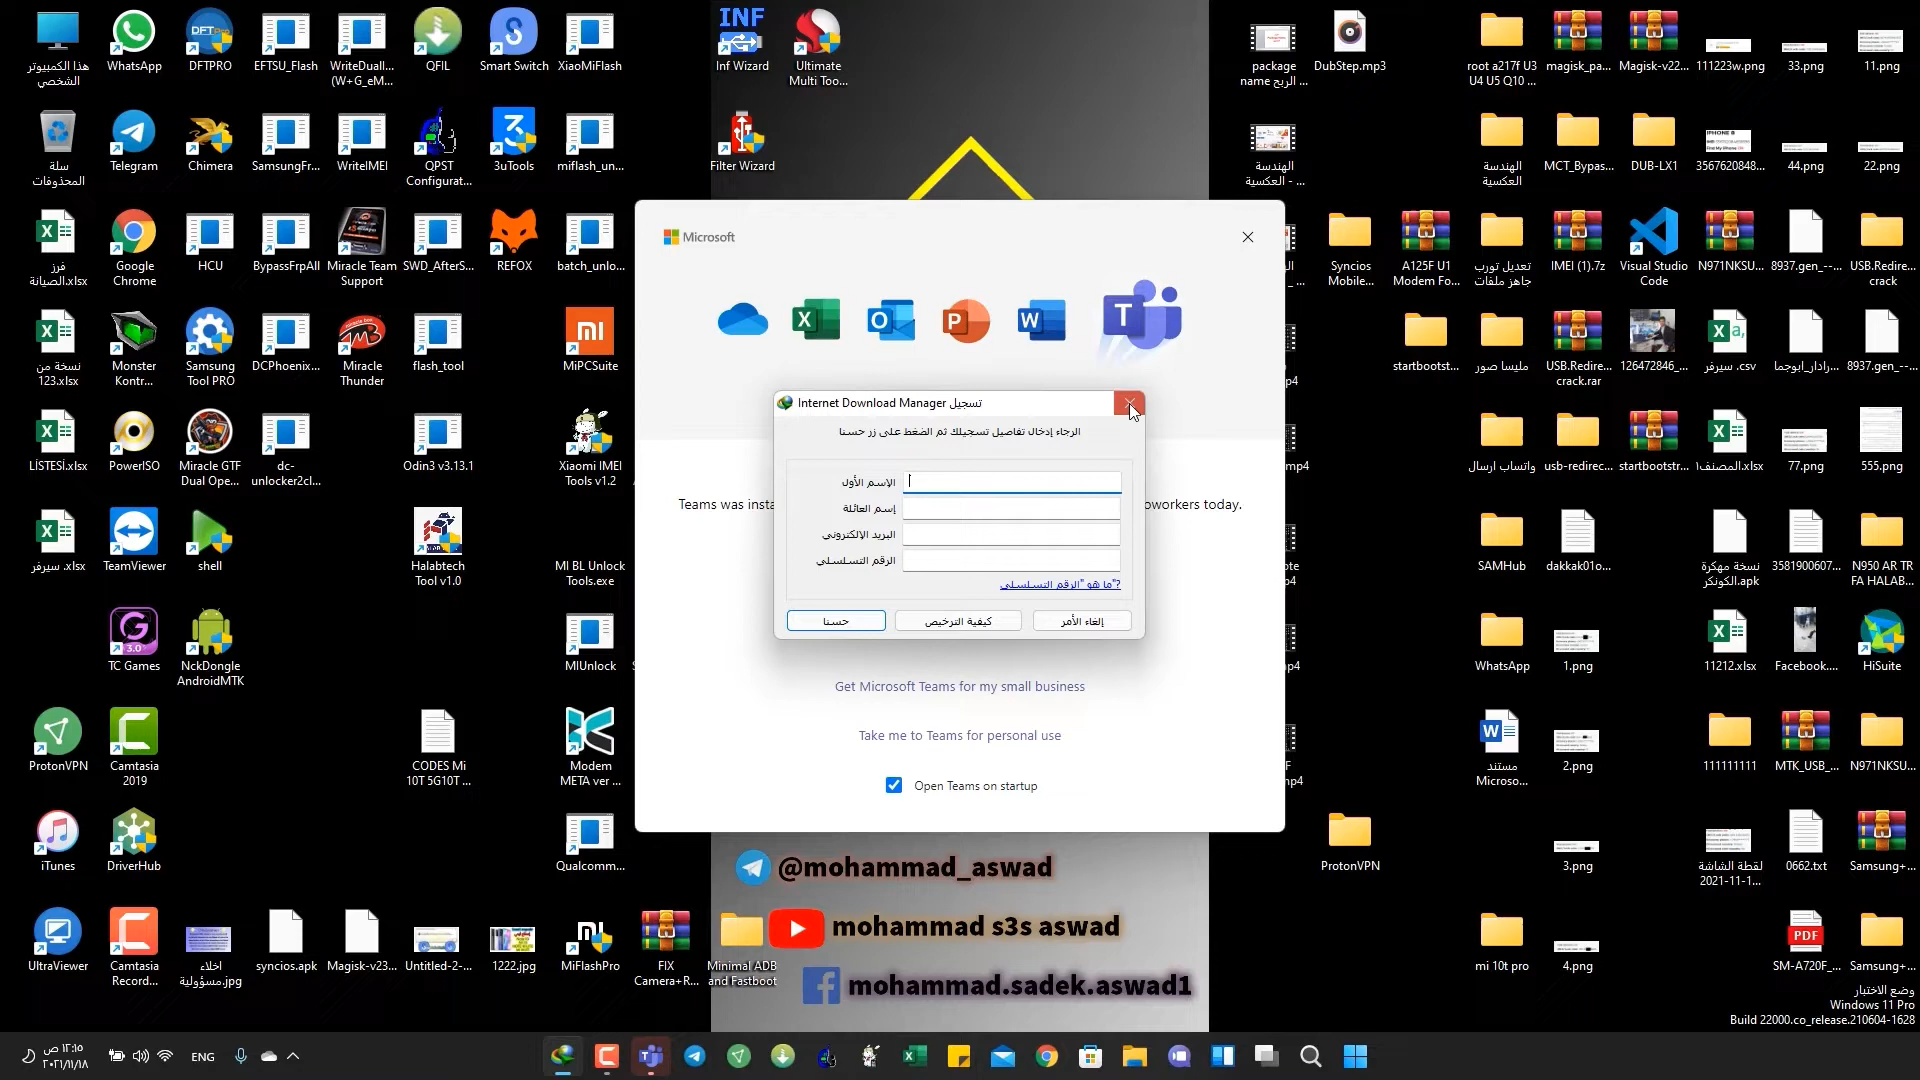 هذا الكمبيوتر
الشخصي
WhatsApp
DFTPRO
EFTSU_Flash
WriteDuall...
(W+G_eM...
QFIL
Smart Switch
XiaoMiFlash
INF
Inf Wizard
Ultimate
Multi Too...
package
name الربح ...
DubStep.mp3
root a217f U3
U4 U5 Q10 ...
magisk_pa...
Magisk-v22...
111223w.png
33.png
11.png
سلة
المحذوفات
Telegram
Chimera
SamsungFr...
WriteIMEI
QPST
Configurat...
3uTools
miflash_un...
Filter Wizard
الهندسة
العكسية - ...
الهندسة
العكسية
MCT_Bypas...
DUB-LX1
3567620848...
44.png
22.png
فرز
الصيانة.xlsx
Google
Chrome
HCU
BypassFrpAll
Miracle Team
Support
SWD_AfterS...
REFOX
batch_unlo...
Syncios
Mobile...
A125F U1
Modem Fo...
تعديل تورب
جاهز ملفات
IMEI (1).7z
Visual Studio
Code
N971NKSU...
8937.gen_--...
USB.Redire...
crack
نسخة من
123.xlsx
Monster
Kontr...
Samsung
Tool PRO
DCPhoenix...
Miracle
Thunder
flash_tool
MiPCSuite
startbootst...
مليسا صور
USB.Redire...
crack.rar
126472846_...
سيرفر .csv
رادار_ابوجما...
8937.gen_--...
LİSTESİ.xlsx
PowerISO
Miracle GTF
Dual Ope...
dc-
unlocker2cl...
Odin3 v3.13.1
Xiaomi IMEI
Tools v1.2
واتساب ارسال
usb-redirec...
startbootstr...
المصنف1.xlsx
77.png
555.png
سيرفر .xlsx
TeamViewer
shell
Halabtech
Tool v1.0
MI BL Unlock
Tools.exe
SAMHub
dakkak01o...
نسخة مهكرة
الكونكر.apk
3581900607...
N950 AR TR
FA HALAB...
TC Games
NckDongle
AndroidMTK
MIUnlock
WhatsApp
1.png
11212.xlsx
Facebook....
HiSuite
ProtonVPN
Camtasia
2019
CODES Mi
10T 5G10T ...
Modem
META ver ...
مستند
Microso...
2.png
111111111
MTK_USB_...
N971NKSU...
iTunes
DriverHub
Qualcomm...
ProtonVPN
3.png
لقطة الشاشة
2021-11-1...
0662.txt
Samsung+...
UltraViewer
Camtasia
Record...
اخلاء
مسؤولية.jpg
syncios.apk
Magisk-v23...
Untitled-2-...
1222.jpg
MiFlashPro
FIX
Camera+R...
Minimal ADB
and Fastboot
mi 10t pro
4.png
SM-A720F_...
Samsung+...
Microsoft
Teams was insta
oworkers today.
تسجيل Internet Download Manager
الرجاء إدخال تفاصيل تسجيلك ثم الضغط على زر حسنا
الإسم الأول
إسم العائلة
البريد الإلكتروني
الرقم التسلسلي
ما هو "الرقم التسلسلي"?
حسنا
كيفية الترخيص
إلغاء الأمر
Get Microsoft Teams for my small business
Take me to Teams for personal use
Open Teams on startup
@mohammad_aswad
mohammad s3s aswad
mohammad.sadek.aswad1
وضع الاختبار
Windows 11 Pro
Build 22000.co_release.210604-1628
١٢:١٥ ص
٢٠٢١/١١/١٨
ENG